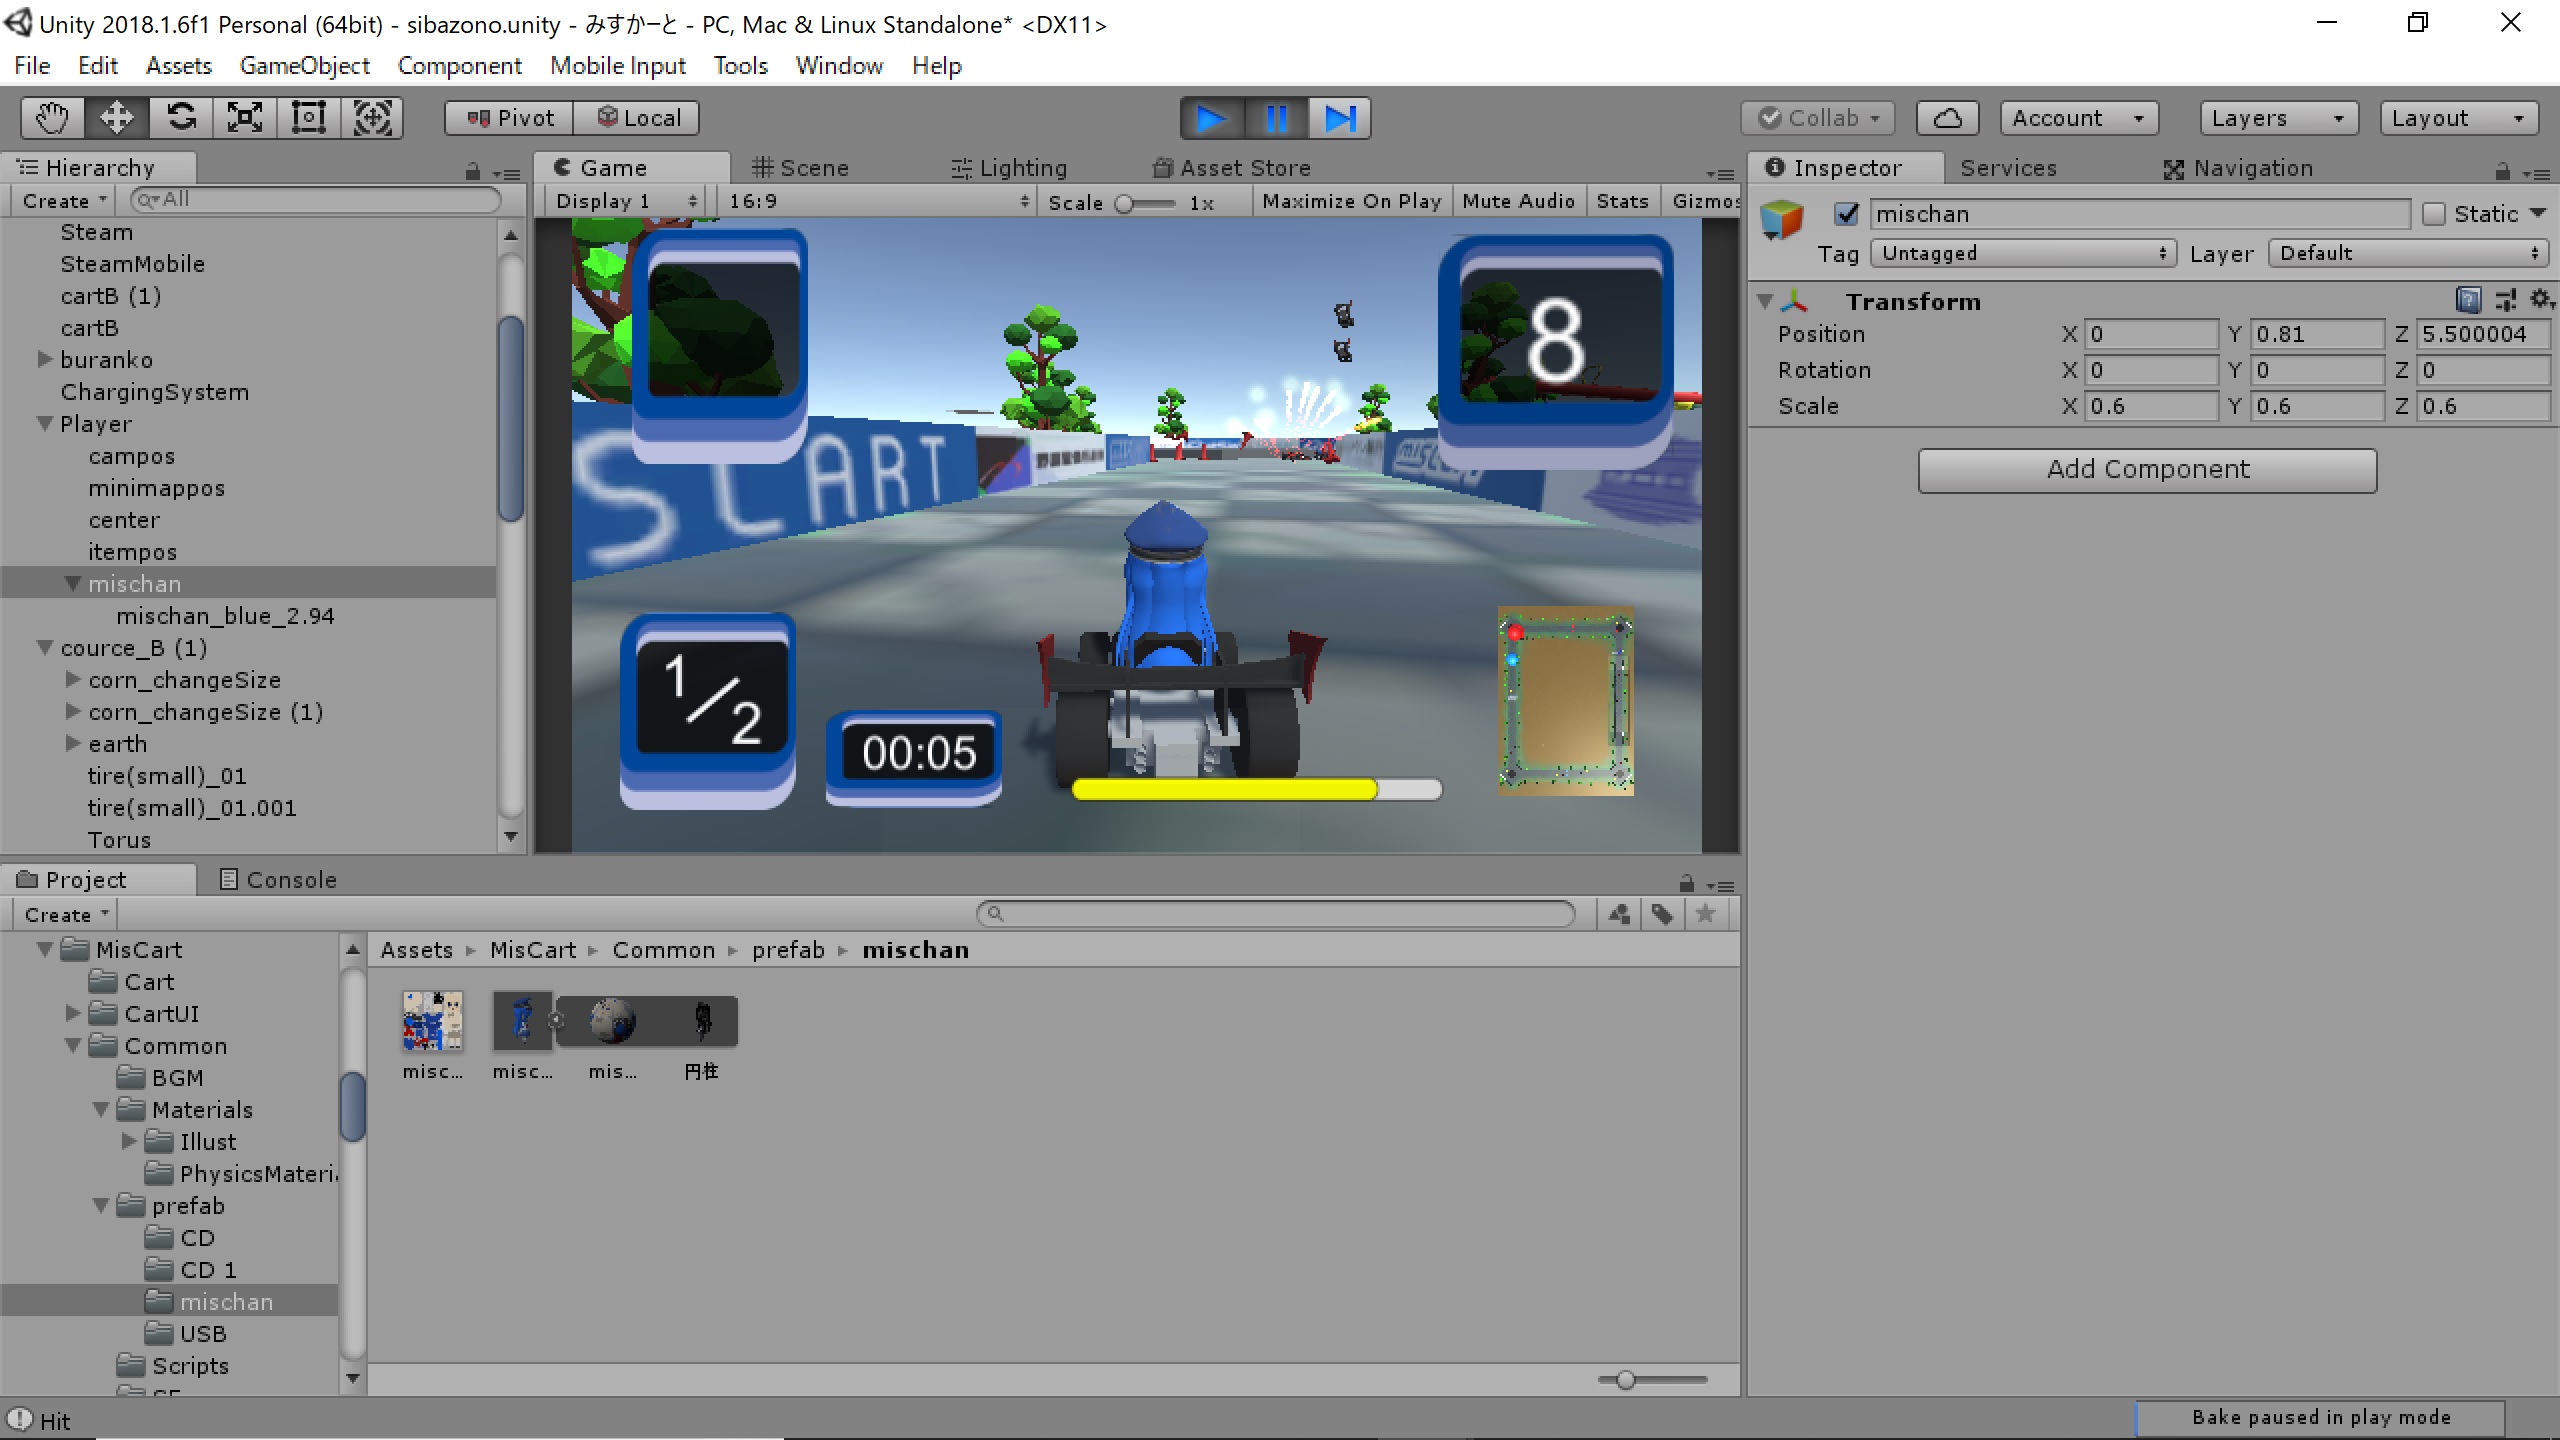 Unity 2018.1.6f1 Personal (64bit) - sibazono.unity - みすかーと - PC, Mac & Linux Standalone* <DX11>
File Edit Assets GameObject Component Mobile Input Tools Window Help
Pivot Local Collab Account Layers Layout
Hierarchy
Create All
Steam
SteamMobile
cartB (1)
cartB
buranko
ChargingSystem
Player
campos
minimappos
center
itempos
mischan
mischan_blue_2.94
cource_B (1)
corn_changeSize
corn_changeSize (1)
earth
tire(small)_01
tire(small)_01.001
Torus
Game Scene Lighting Asset Store
Display 1 16:9 Scale 1x Maximize On Play Mute Audio Stats Gizmos
8
START
1/2
00:05
Inspector Services Navigation
mischan Static
Tag Untagged Layer Default
Transform
Position X 0 Y 0.81 Z 5.500004
Rotation X 0 Y 0 Z 0
Scale X 0.6 Y 0.6 Z 0.6
Add Component
Project Console
Create
MisCart
Cart
CartUI
Common
BGM
Materials
Illust
PhysicsMateri
prefab
CD
CD 1
mischan
USB
Scripts
Assets MisCart Common prefab mischan
misc... misc... mis... 円柱
Hit
Bake paused in play mode